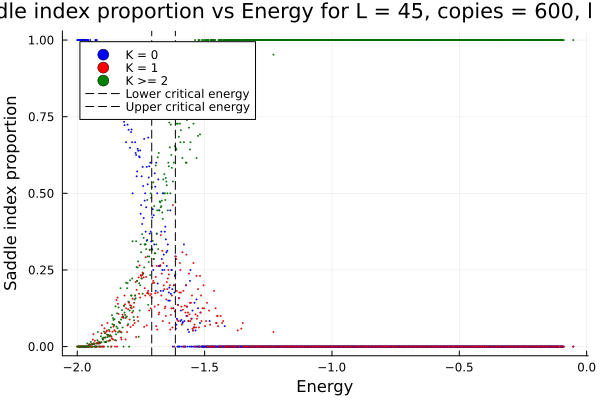 dle index proportion vs Energy for L = 45, copies = 600, l
1.00
0.75
0.50
0.25
0.00
Saddle index proportion
K = 0
K = 1
K >= 2
Lower critical energy
Upper critical energy
−2.0 −1.5 −1.0 −0.5 0.0
Energy